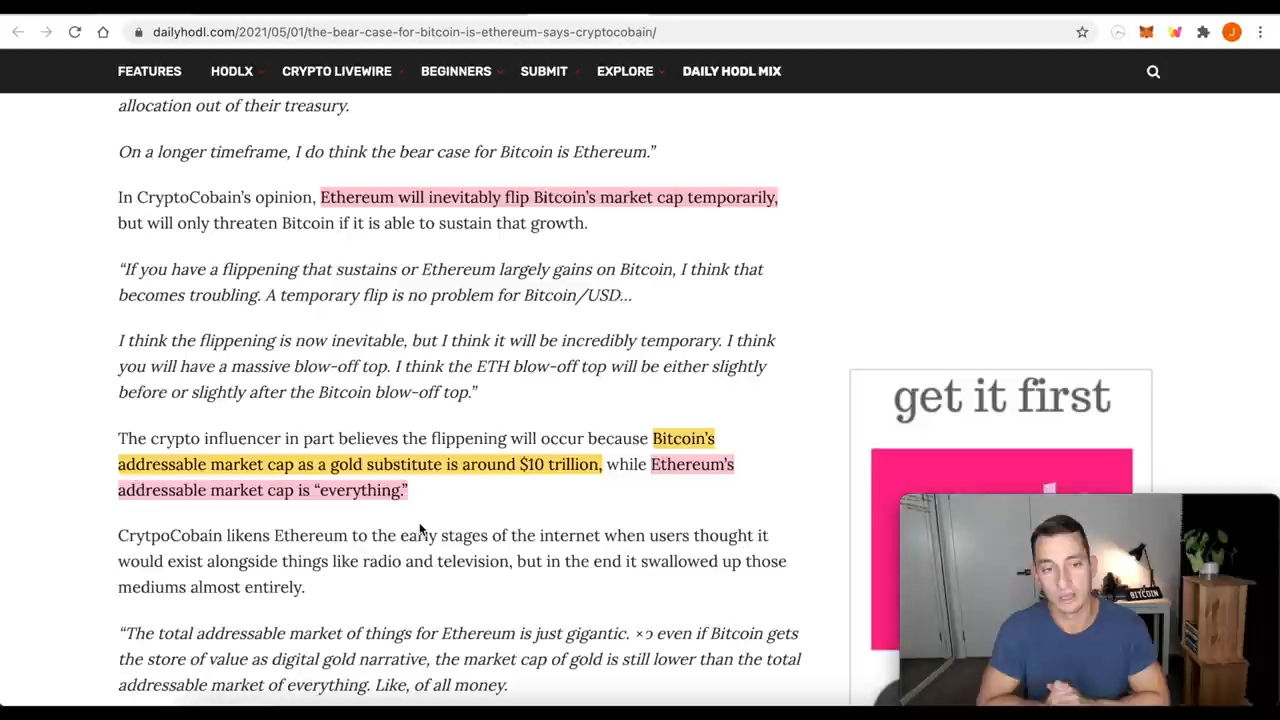 dailyhodl.com/2021/05/01/the-bear-case-for-bitcoin-is-ethereum-says-cryptocobain/
J
FEATURES HODLX CRYPTO LIVEWIRE BEGINNERS SUBMIT EXPLORE DAILY HODL MIX
allocation out of their treasury.
On a longer timeframe, I do think the bear case for Bitcoin is Ethereum.”
In CryptoCobain’s opinion, Ethereum will inevitably flip Bitcoin’s market cap temporarily,
but will only threaten Bitcoin if it is able to sustain that growth.
“If you have a flippening that sustains or Ethereum largely gains on Bitcoin, I think that
becomes troubling. A temporary flip is no problem for Bitcoin/USD…
I think the flippening is now inevitable, but I think it will be incredibly temporary. I think
you will have a massive blow-off top. I think the ETH blow-off top will be either slightly
before or slightly after the Bitcoin blow-off top.”
The crypto influencer in part believes the flippening will occur because Bitcoin’s
addressable market cap as a gold substitute is around $10 trillion, while Ethereum’s
addressable market cap is “everything.”
CrytpoCobain likens Ethereum to the early stages of the internet when users thought it
would exist alongside things like radio and television, but in the end it swallowed up those
mediums almost entirely.
“The total addressable market of things for Ethereum is just gigantic. even if Bitcoin gets
the store of value as digital gold narrative, the market cap of gold is still lower than the total
addressable market of everything. Like, of all money.
get it first
BITCOIN